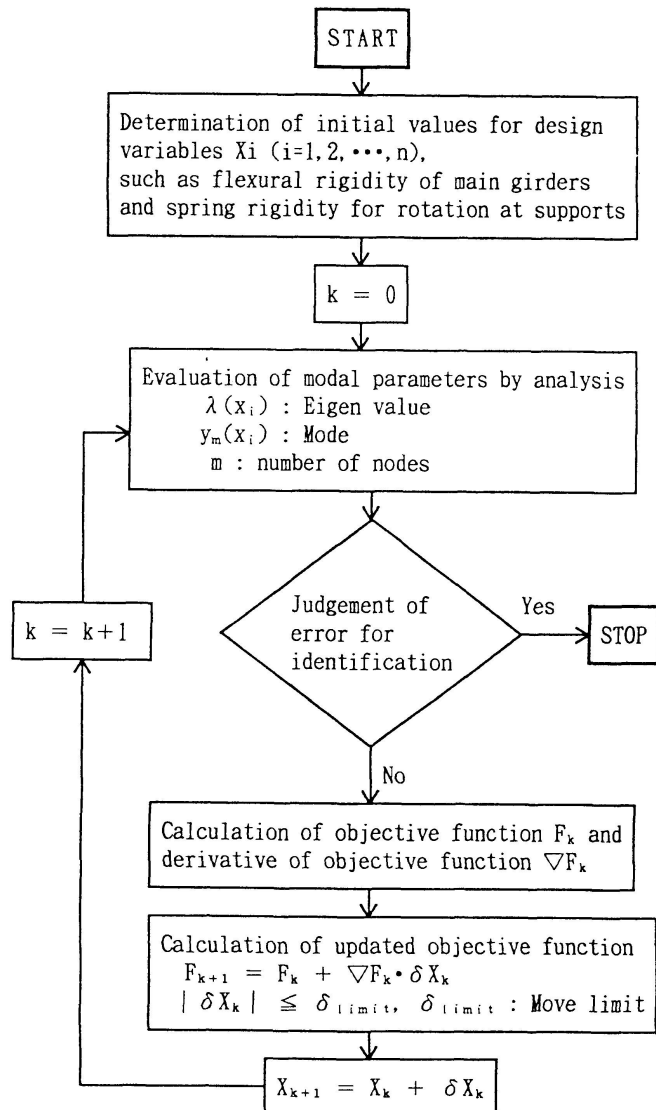 START
Determination of initial values for design
variables Xi (i=1, 2, ･･･, n),
such as flexural rigidity of main girders
and spring rigidity for rotation at supports
k = 0
Evaluation of modal parameters by analysis
λ(xᵢ) : Eigen value
yₘ(xᵢ) : Mode
m : number of nodes
Judgement of
error for
identification
Yes
STOP
k = k+1
No
Calculation of objective function Fₖ and
derivative of objective function ▽Fₖ
Calculation of updated objective function
Fₖ₊₁ = Fₖ + ▽Fₖ･δXₖ
| δXₖ | ≦ δ_limit, δ_limit : Move limit
Xₖ₊₁ = Xₖ + δXₖ